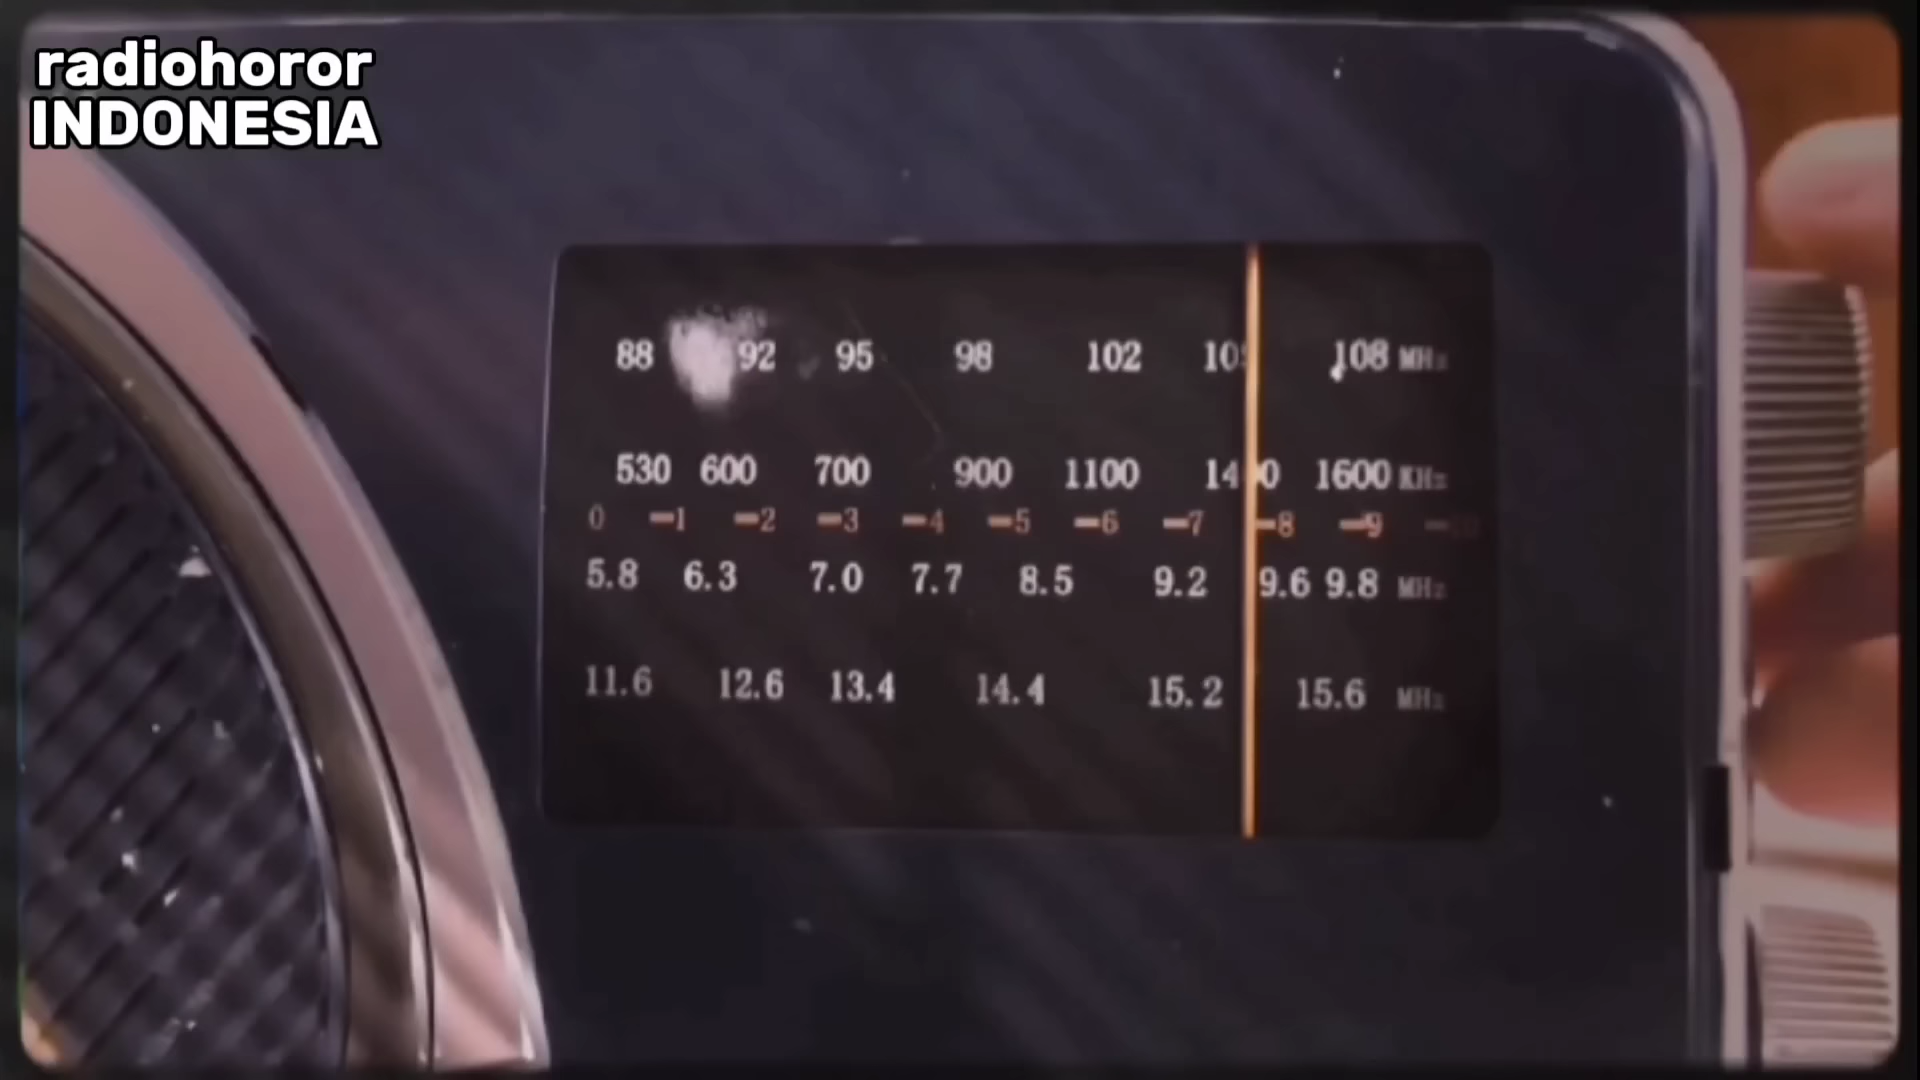 radiohoror
INDONESIA
88 92 95 98 102 108 MHz
530 600 700 900 1100 1600 KHz
0 1 2 3 4 5 6 7 8 9 10
5.8 6.3 7.0 7.7 8.5 9.2 9.6 9.8 MHz
11.6 12.6 13.4 14.4 15.2 15.6 MHz